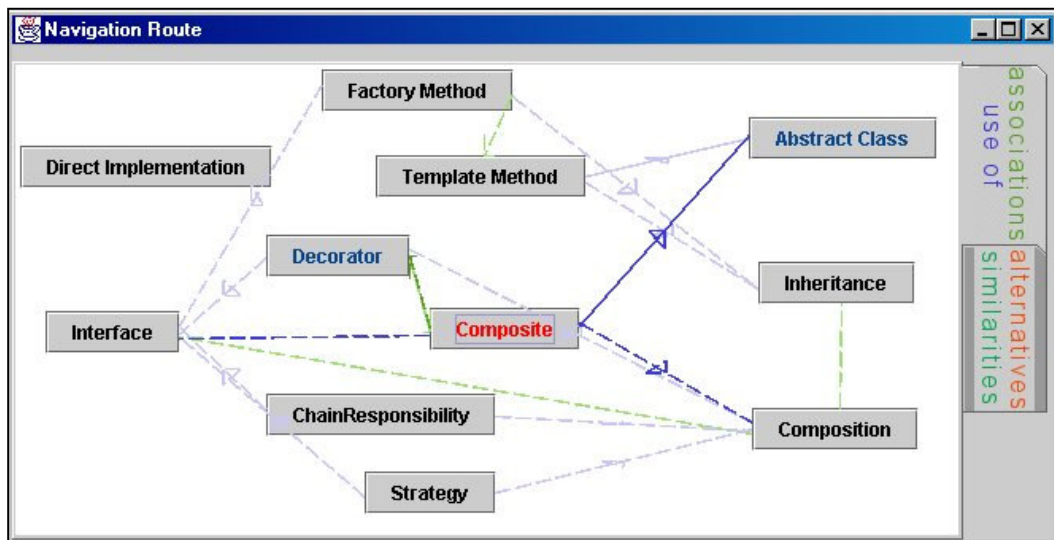 Navigation Route
Factory Method
Abstract Class
Direct Implementation
Template Method
Decorator
Inheritance
Interface
Composite
ChainResponsibility
Composition
Strategy
associations
use of
alternatives
similarities